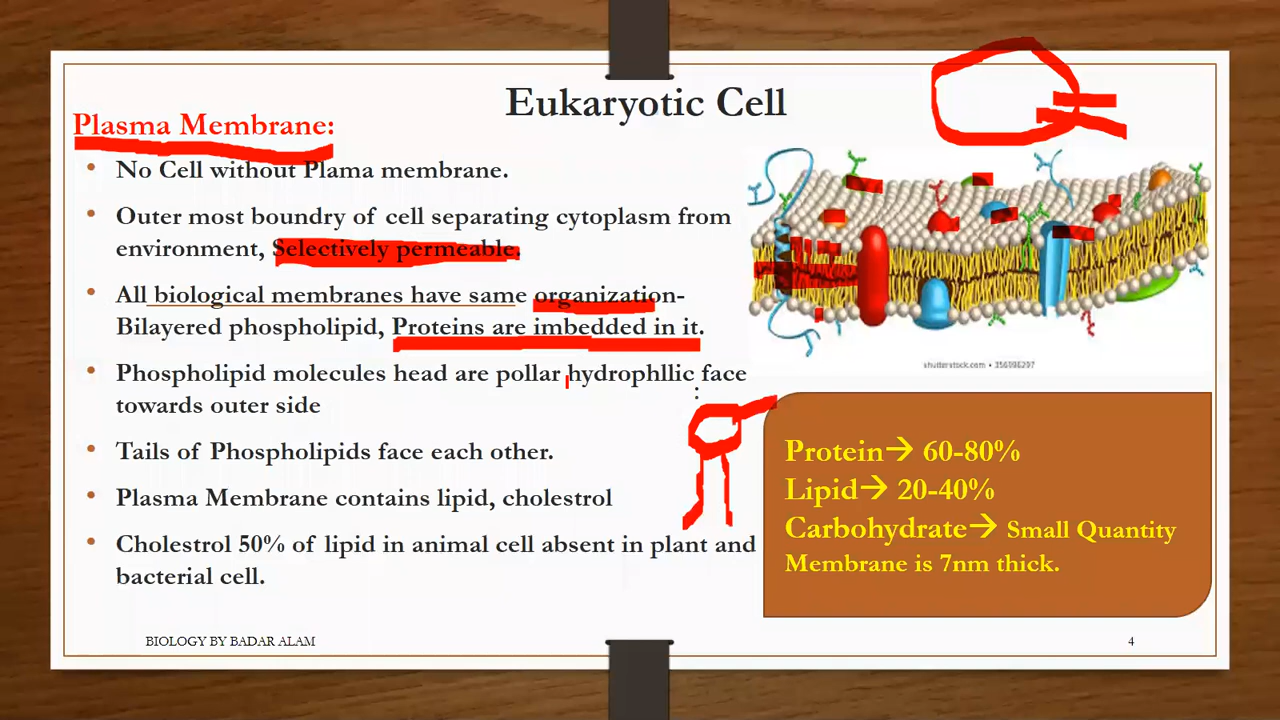 Eukaryotic Cell
Plasma Membrane:
• No Cell without Plama membrane.
• Outer most boundry of cell separating cytoplasm from
environment, Selectively permeable.
• All biological membranes have same organization-
Bilayered phospholipid, Proteins are imbedded in it.
• Phospholipid molecules head are pollar hydrophllic face
towards outer side
• Tails of Phospholipids face each other.
• Plasma Membrane contains lipid, cholestrol
• Cholestrol 50% of lipid in animal cell absent in plant and
bacterial cell.
shutterstock.com • 356096297
Protein→ 60-80%
Lipid→ 20-40%
Carbohydrate→ Small Quantity
Membrane is 7nm thick.
BIOLOGY BY BADAR ALAM
4